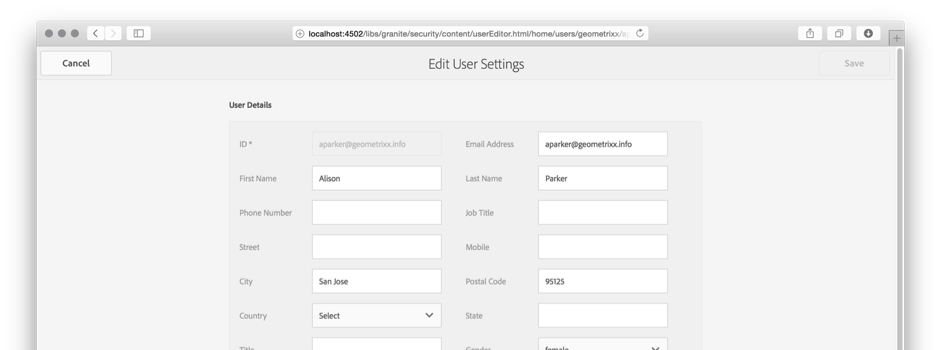 localhost:4502/libs/granite/security/content/userEditor.html/home/users/geometrixx/
Cancel
Edit User Settings
Save
User Details
ID *
aparker@geometrixx.info
Email Address
aparker@geometrixx.info
First Name
Alison
Last Name
Parker
Phone Number
Job Title
Street
Mobile
City
San Jose
Postal Code
95125
Country
Select
State
Title
Gender
female